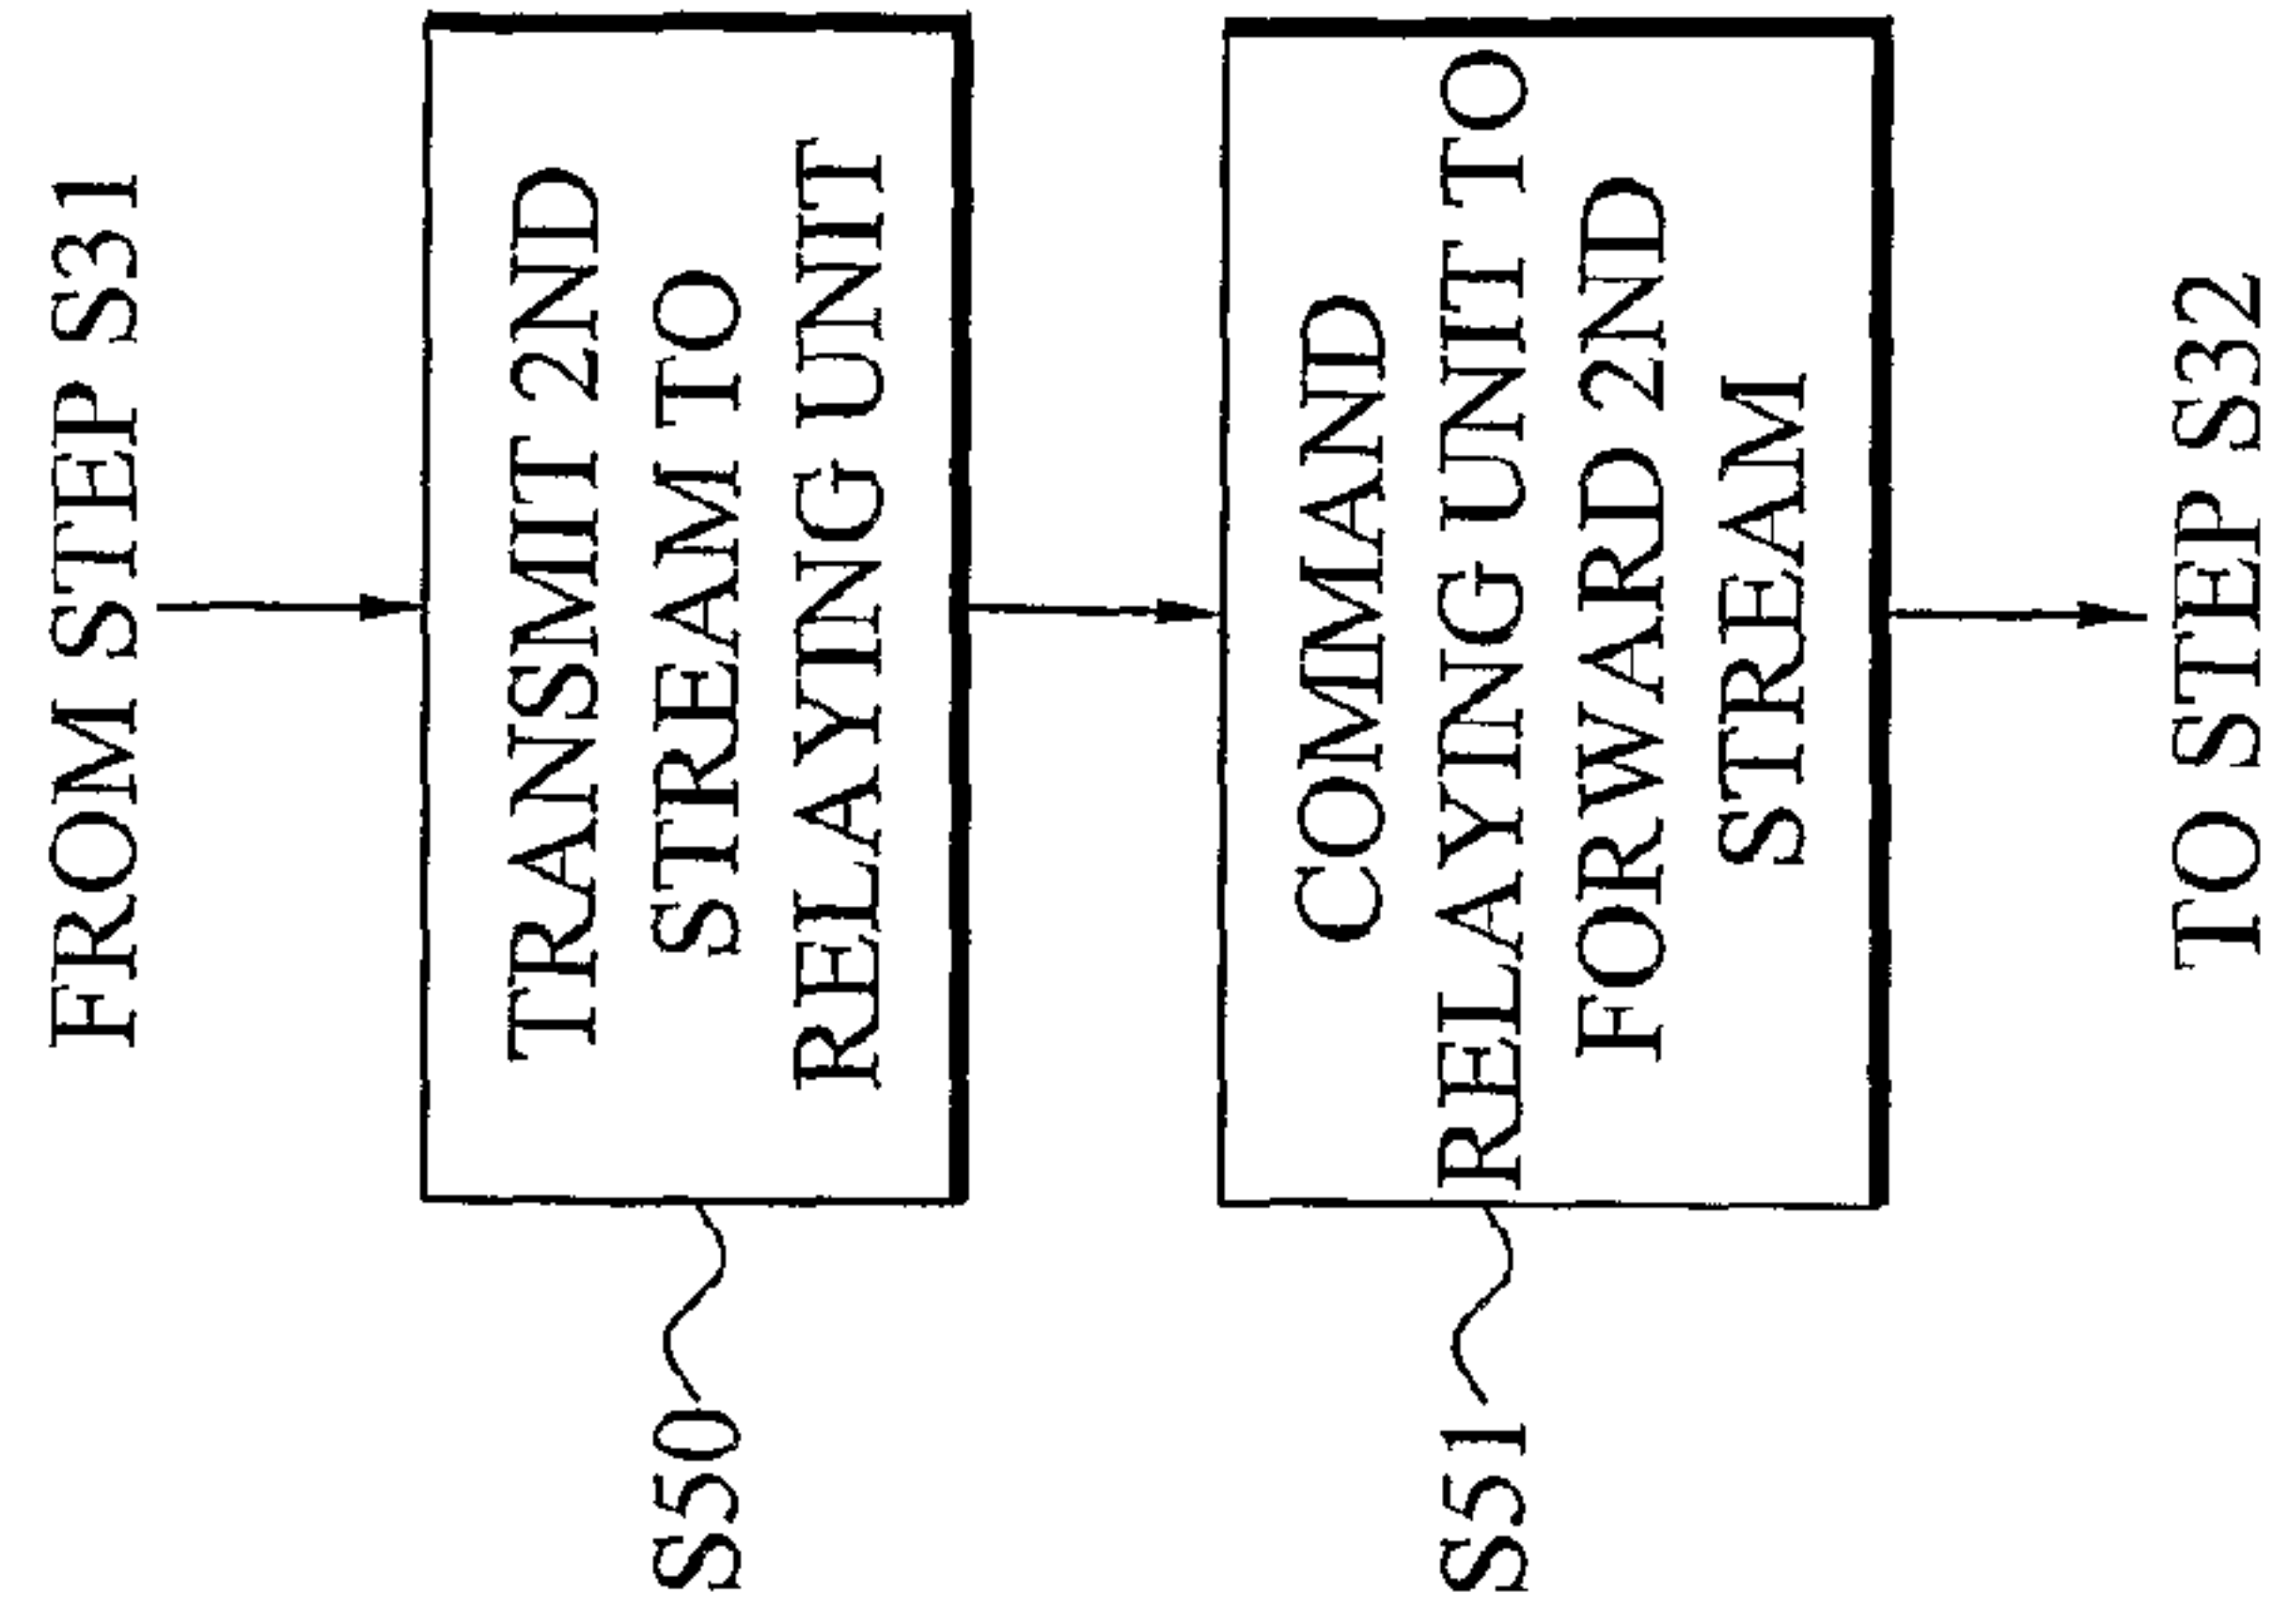 FROM STEP S31
TRANSMIT 2ND
STREAM TO
RELAYING UNIT
S50
COMMAND
RELAYING UNIT TO
FORWARD 2ND
STREAM
S51
TO STEP S32